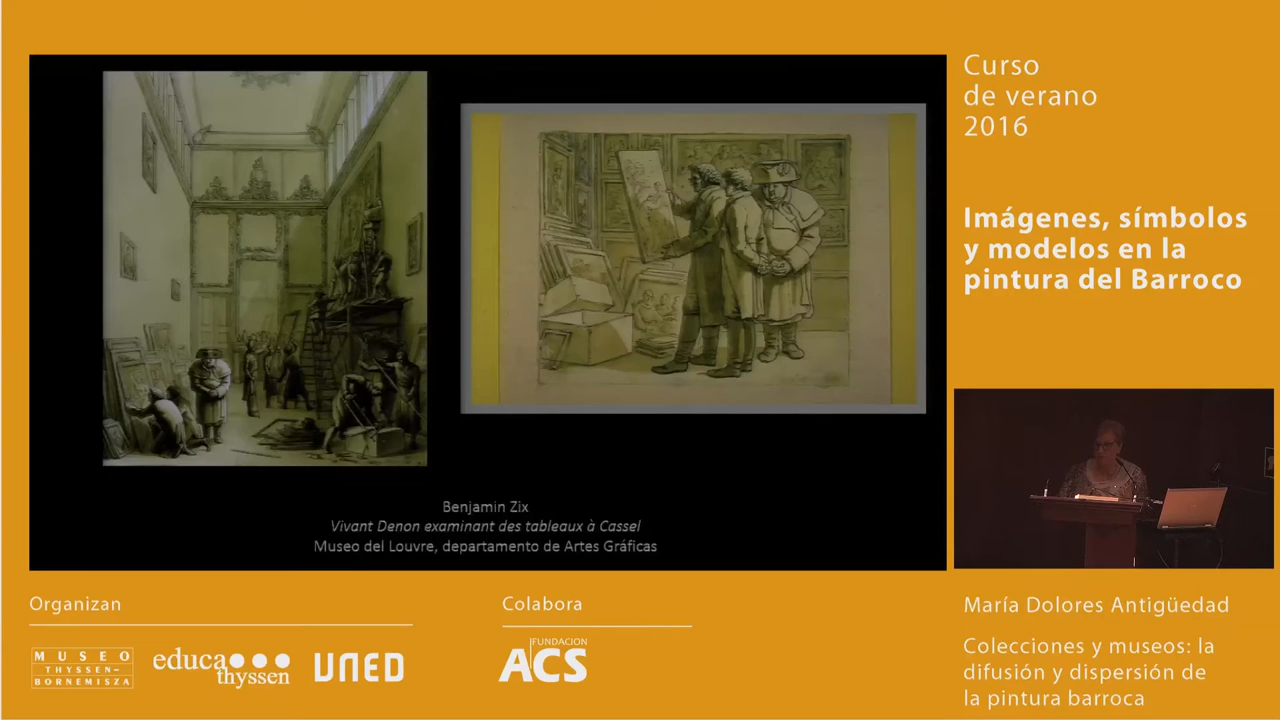 Curso
de verano
2016
Imágenes, símbolos
y modelos en la
pintura del Barroco
Benjamin Zix
Vivant Denon examinant des tableaux à Cassel
Museo del Louvre, departamento de Artes Gráficas
Organizan
MUSEO
THYSSEN-
BORNEMISZA
educa
thyssen
UNED
Colabora
FUNDACION
ACS
María Dolores Antigüedad
Colecciones y museos: la
difusión y dispersión de
la pintura barroca